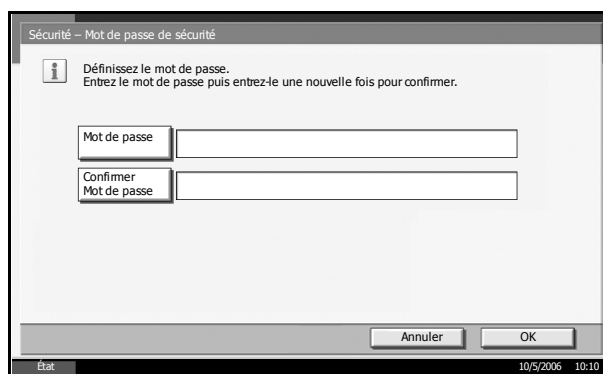 Sécurité – Mot de passe de sécurité
Définissez le mot de passe.
Entrez le mot de passe puis entrez-le une nouvelle fois pour confirmer.
Mot de passe
Confirmer
Mot de passe
Annuler
OK
État
10/5/2006 10:10